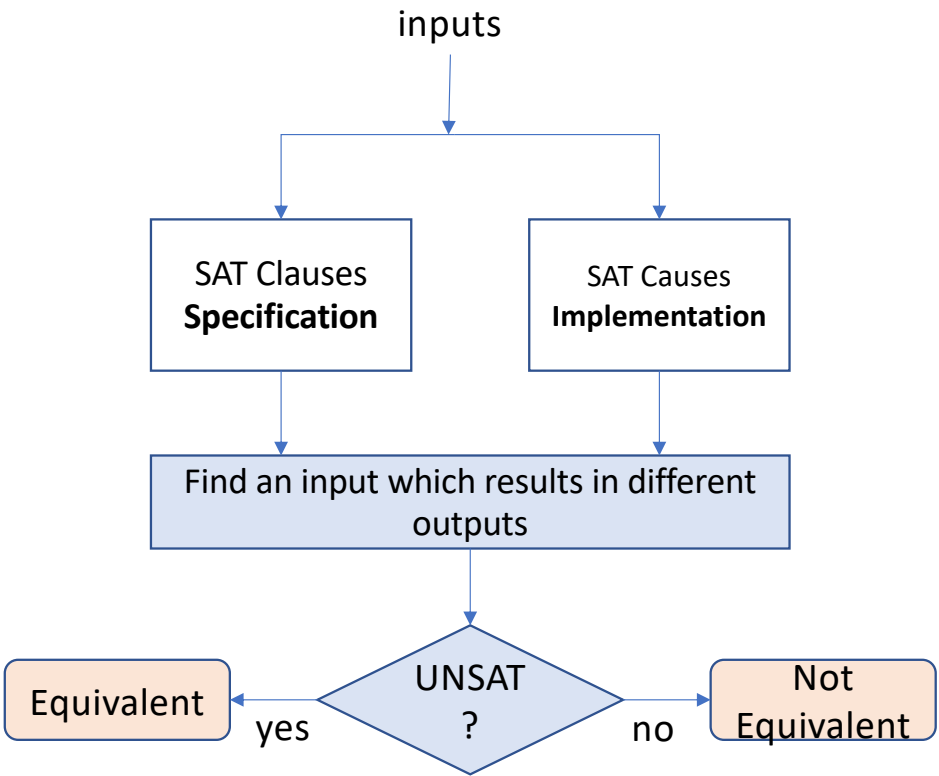 inputs
SAT Clauses
Specification
SAT Causes
Implementation
Find an input which results in different
outputs
UNSAT
?
Equivalent
yes
no
Not
Equivalent